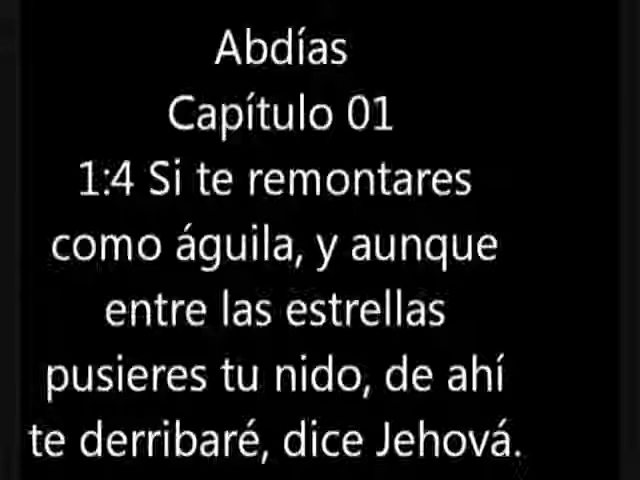 Abdías
Capítulo 01
1:4 Si te remontares
como águila, y aunque
entre las estrellas
pusieres tu nido, de ahí
te derribaré, dice Jehová.